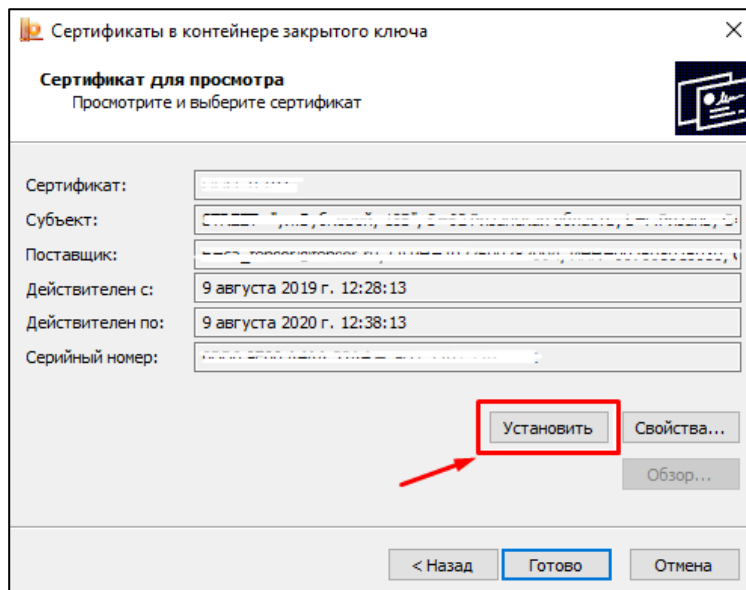 Сертификаты в контейнере закрытого ключа
Сертификат для просмотра
Просмотрите и выберите сертификат
Сертификат:
Субъект:
Поставщик:
Действителен с: 9 августа 2019 г. 12:28:13
Действителен по: 9 августа 2020 г. 12:38:13
Серийный номер:
Установить Свойства...
Обзор...
< Назад Готово Отмена